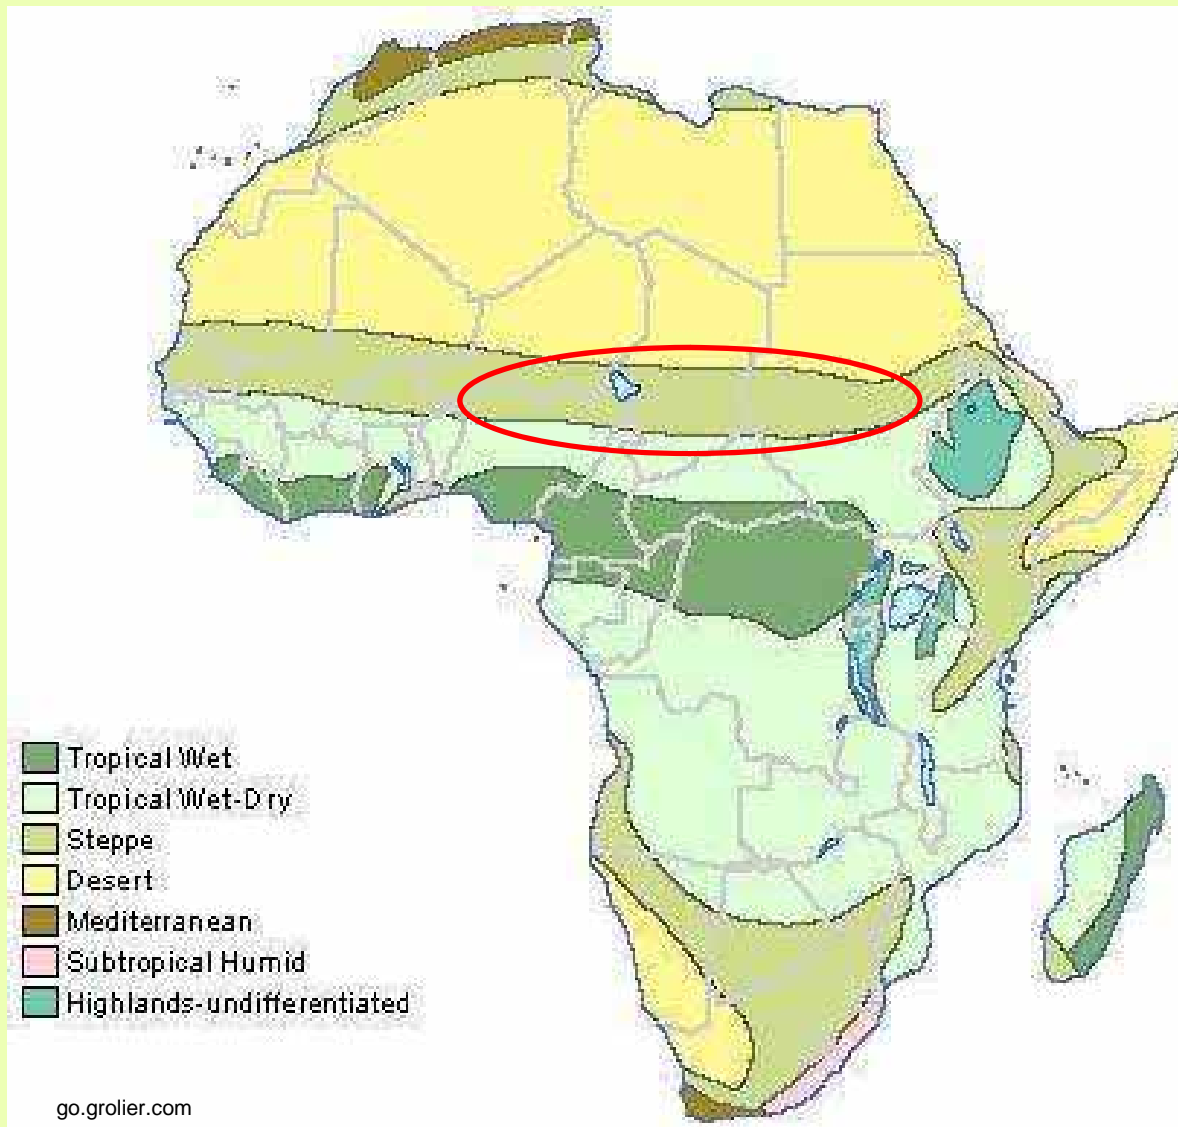 Tropical Wet
Tropical Wet-Dry
Steppe
Desert
Mediterranean
Subtropical Humid
Highlands-undifferentiated
go.grolier.com